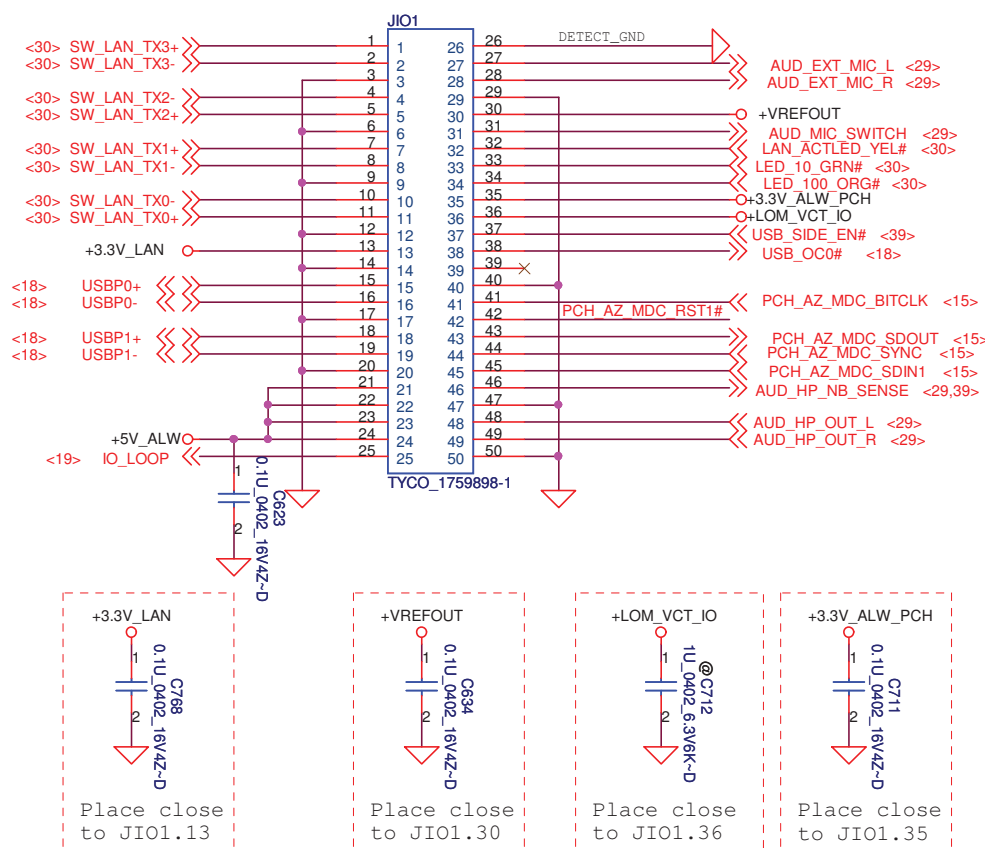 JIO1
<30> SW_LAN_TX3+ 1 1 26 26 DETECT_GND
<30> SW_LAN_TX3- 2 2 27 27 AUD_EXT_MIC_L <29>
3 3 28 28 AUD_EXT_MIC_R <29>
<30> SW_LAN_TX2- 4 4 29 29
<30> SW_LAN_TX2+ 5 5 30 30 +VREFOUT
6 6 31 31 AUD_MIC_SWITCH <29>
<30> SW_LAN_TX1+ 7 7 32 32 LAN_ACTLED_YEL# <30>
<30> SW_LAN_TX1- 8 8 33 33 LED_10_GRN# <30>
9 9 34 34 LED_100_ORG# <30>
<30> SW_LAN_TX0- 10 10 35 35 +3.3V_ALW_PCH
<30> SW_LAN_TX0+ 11 11 36 36 +LOM_VCT_IO
12 12 37 37 USB_SIDE_EN# <39>
+3.3V_LAN 13 13 38 38 USB_OC0# <18>
14 14 39 39
<18> USBP0+ 15 15 40 40
<18> USBP0- 16 16 41 41 PCH_AZ_MDC_BITCLK <15>
17 17 42 42 PCH_AZ_MDC_RST1#
<18> USBP1+ 18 18 43 43 PCH_AZ_MDC_SDOUT <15>
<18> USBP1- 19 19 44 44 PCH_AZ_MDC_SYNC <15>
20 20 45 45 PCH_AZ_MDC_SDIN1 <15>
21 21 46 46 AUD_HP_NB_SENSE <29,39>
22 22 47 47
23 23 48 48 AUD_HP_OUT_L <29>
+5V_ALW 24 24 49 49 AUD_HP_OUT_R <29>
<19> IO_LOOP 25 25 50 50
TYCO_1759898-1
1
2
C623
0.1U_0402_16V4Z~D
+3.3V_LAN
1
2
C768
0.1U_0402_16V4Z~D
Place close
to JIO1.13
+VREFOUT
1
2
C634
0.1U_0402_16V4Z~D
Place close
to JIO1.30
+LOM_VCT_IO
1
2
@C712
1U_0402_6.3V6K~D
Place close
to JIO1.36
+3.3V_ALW_PCH
1
2
C711
0.1U_0402_16V4Z~D
Place close
to JIO1.35